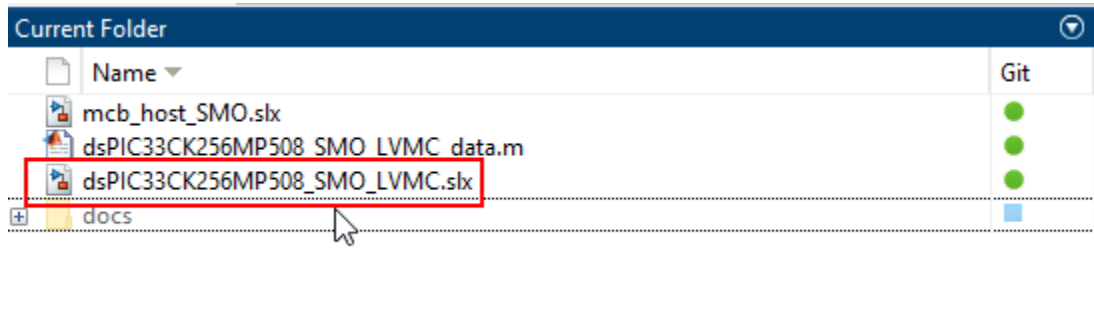 Current Folder
Name Git
mcb_host_SMO.slx
dsPIC33CK256MP508_SMO_LVMC_data.m
dsPIC33CK256MP508_SMO_LVMC.slx
docs